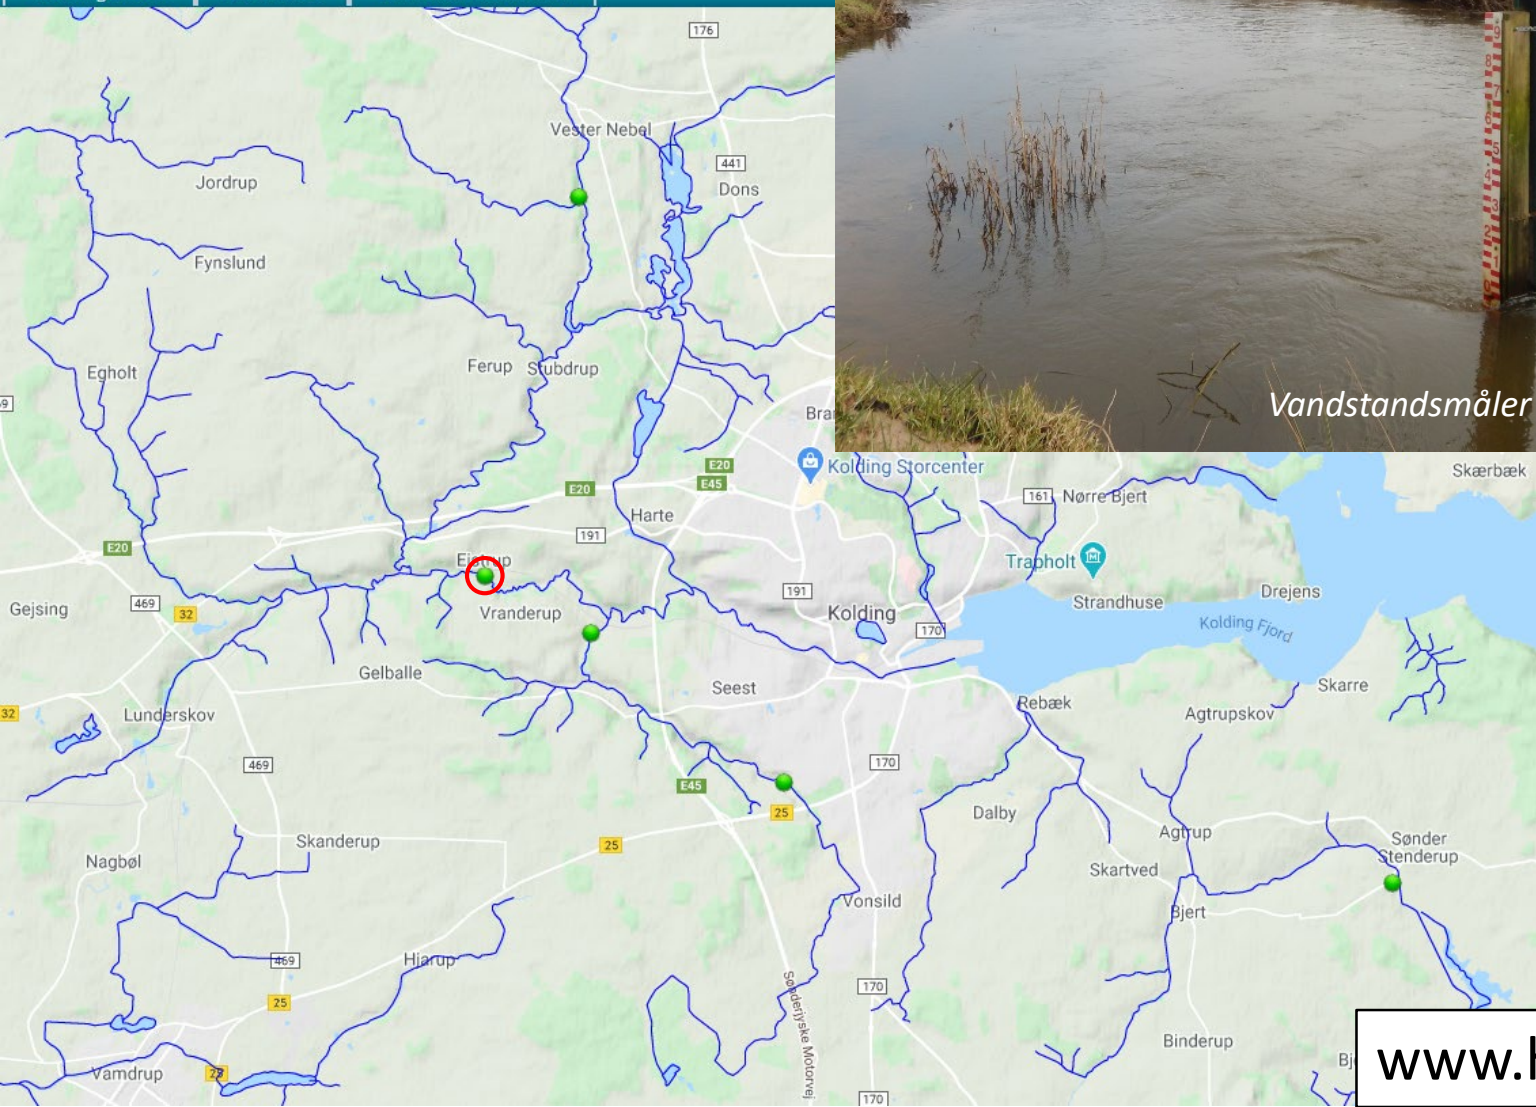 176
Vester Nebel
441
Dons
Jordrup
Fynslund
Egholt
Ferup
Stubdrup
Vandstandsmåler
Kolding Storcenter
E20
E45
E20
Skærbæk
161
Nørre Bjert
Harte
191
E20
Eistrup
Trapholt
191
Drejens
Gejsing
469
32
Vranderup
Kolding
Strandhuse
Kolding Fjord
170
Gelballe
Seest
Skarre
32
Lunderskov
Rebæk
Agtrupskov
469
170
E45
25
Dalby
Agtrup
Skanderup
25
Sønder
Stenderup
Nagbøl
Skartved
Vonsild
Bjert
469
Hjarup
25
170
Sønderjyske Motorvej
Binderup
Vamdrup
25
170
www.